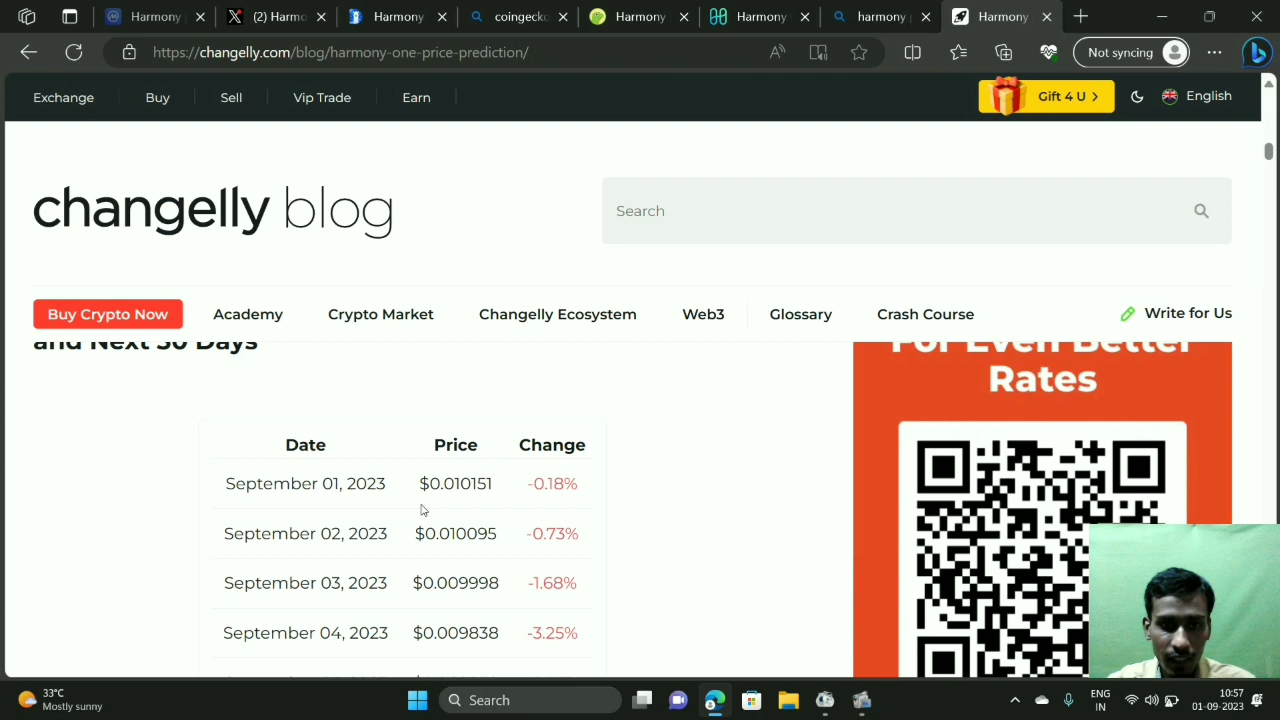 Harmony
(2) Harmo
Harmony
coingecko
Harmony
Harmony
harmony p
Harmony
https://changelly.com/blog/harmony-one-price-prediction/
Not syncing
Exchange
Buy
Sell
Vip Trade
Earn
Gift 4 U >
English
changelly blog
Search
Buy Crypto Now
Academy
Crypto Market
Changelly Ecosystem
Web3
Glossary
Crash Course
Write for Us
and Next 30 Days
For Even Better
Rates
Date Price Change
September 01, 2023 $0.010151 -0.18%
September 02, 2023 $0.010095 -0.73%
September 03, 2023 $0.009998 -1.68%
September 04, 2023 $0.009838 -3.25%
33°C
Mostly sunny
Search
ENG
IN
10:57
01-09-2023